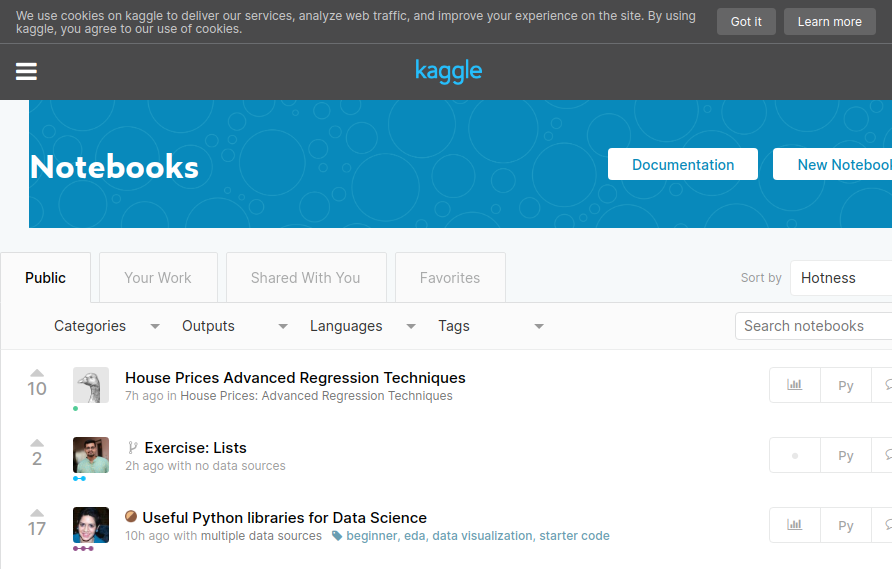 We use cookies on kaggle to deliver our services, analyze web traffic, and improve your experience on the site. By using
kaggle, you agree to our use of cookies.
Got it
Learn more
kaggle
Notebooks
Documentation
New Notebook
Public
Your Work
Shared With You
Favorites
Sort by
Hotness
Categories
Outputs
Languages
Tags
Search notebooks
10
House Prices Advanced Regression Techniques
7h ago in House Prices: Advanced Regression Techniques
Py
2
Exercise: Lists
2h ago with no data sources
Py
17
Useful Python libraries for Data Science
10h ago with multiple data sources beginner, eda, data visualization, starter code
Py